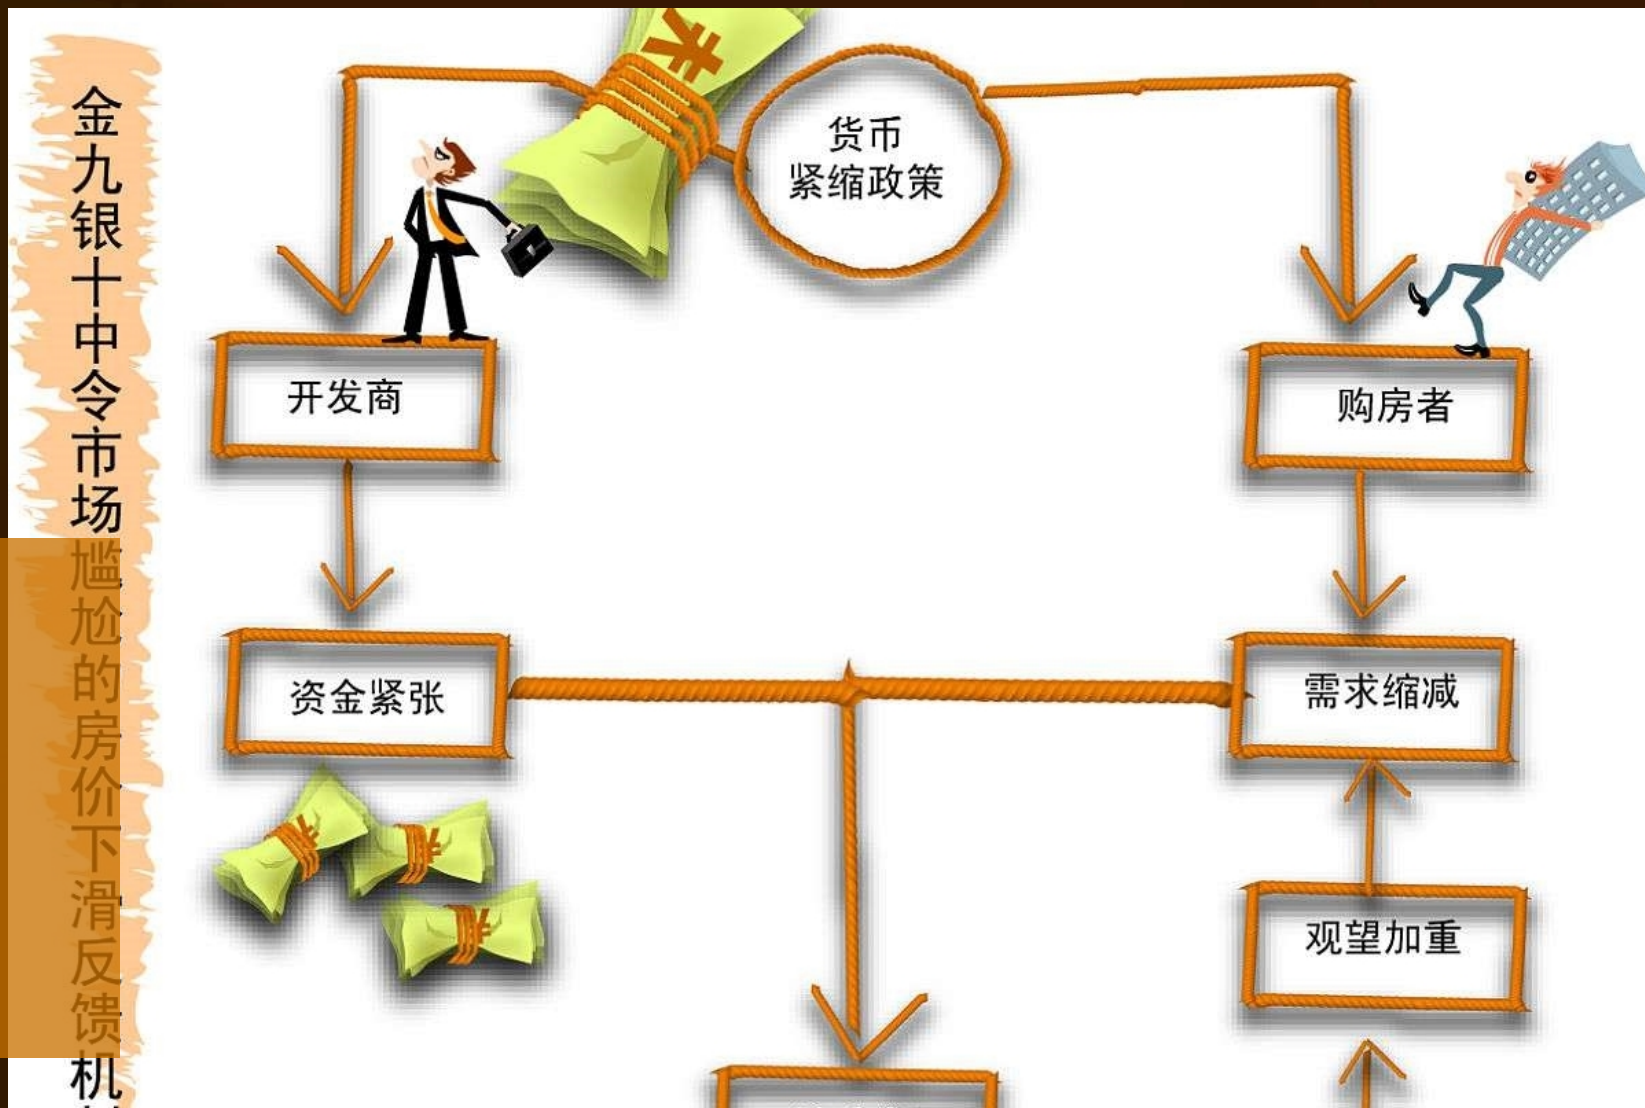 金九银十中令市场尴尬的房价下滑反馈机
货币
紧缩政策
开发商
购房者
资金紧张
需求缩减
观望加重